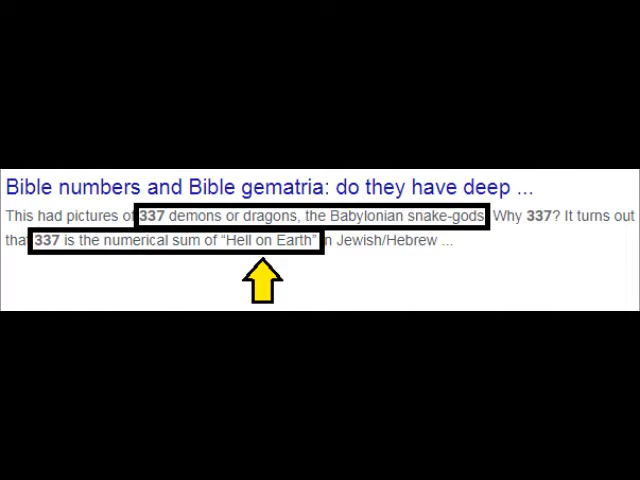 Bible numbers and Bible gematria: do they have deep ...
This had pictures of 337 demons or dragons, the Babylonian snake-gods. Why 337? It turns out
that 337 is the numerical sum of “Hell on Earth” in Jewish/Hebrew ...